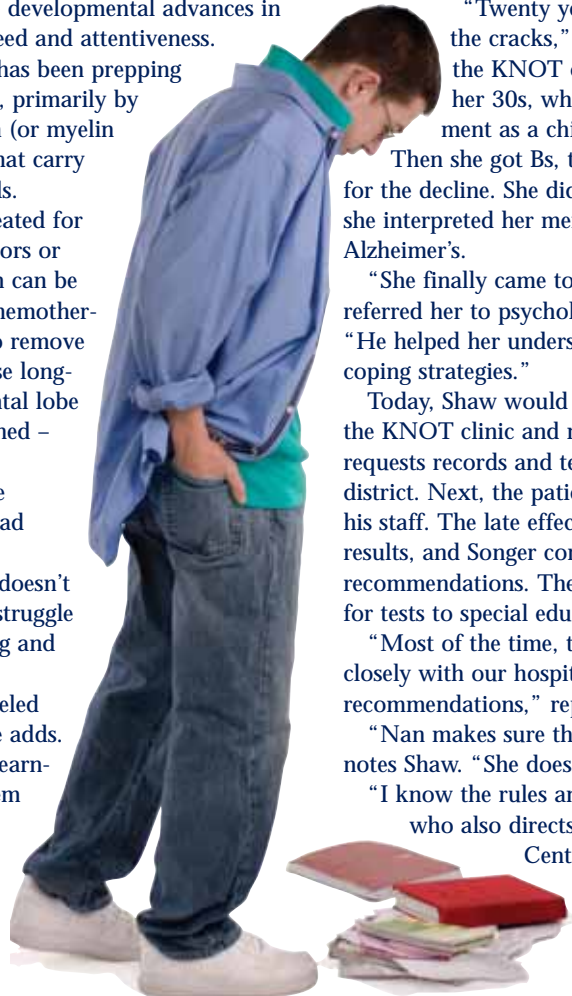 developmental advances in
eed and attentiveness.
has been prepping
, primarily by
(or myelin
hat carry
ls.
eated for
ors or
n can be
hemother-
o remove
se long-
ntal lobe
ned –
e
ad
doesn't
struggle
g and
eled
e adds.
earn-
em
“Twenty ye
the cracks,”
the KNOT c
her 30s, wh
ment as a chi
Then she got Bs, t
for the decline. She did
she interpreted her me
Alzheimer's.
“She finally came to
referred her to psychol
“He helped her unders
coping strategies.”
Today, Shaw would
the KNOT clinic and r
requests records and te
district. Next, the patie
his staff. The late effec
results, and Songer con
recommendations. The
for tests to special edu
“Most of the time, t
closely with our hospit
recommendations,” rep
“Nan makes sure th
notes Shaw. “She does
“I know the rules an
who also directs
Cent